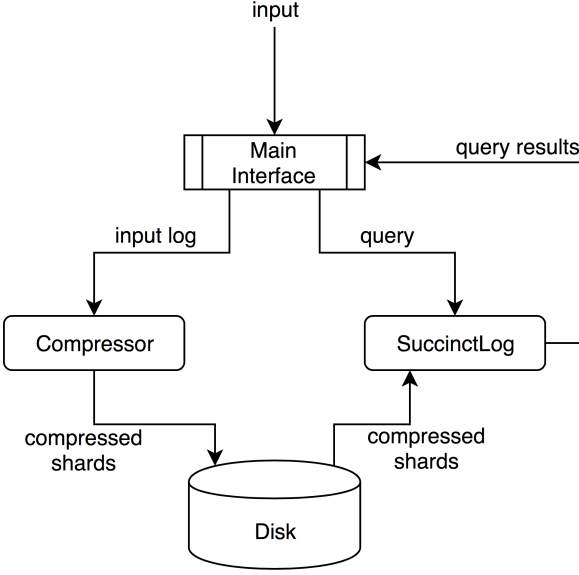 input
Main
Interface
query results
input log
query
Compressor
SuccinctLog
compressed
shards
compressed
shards
Disk